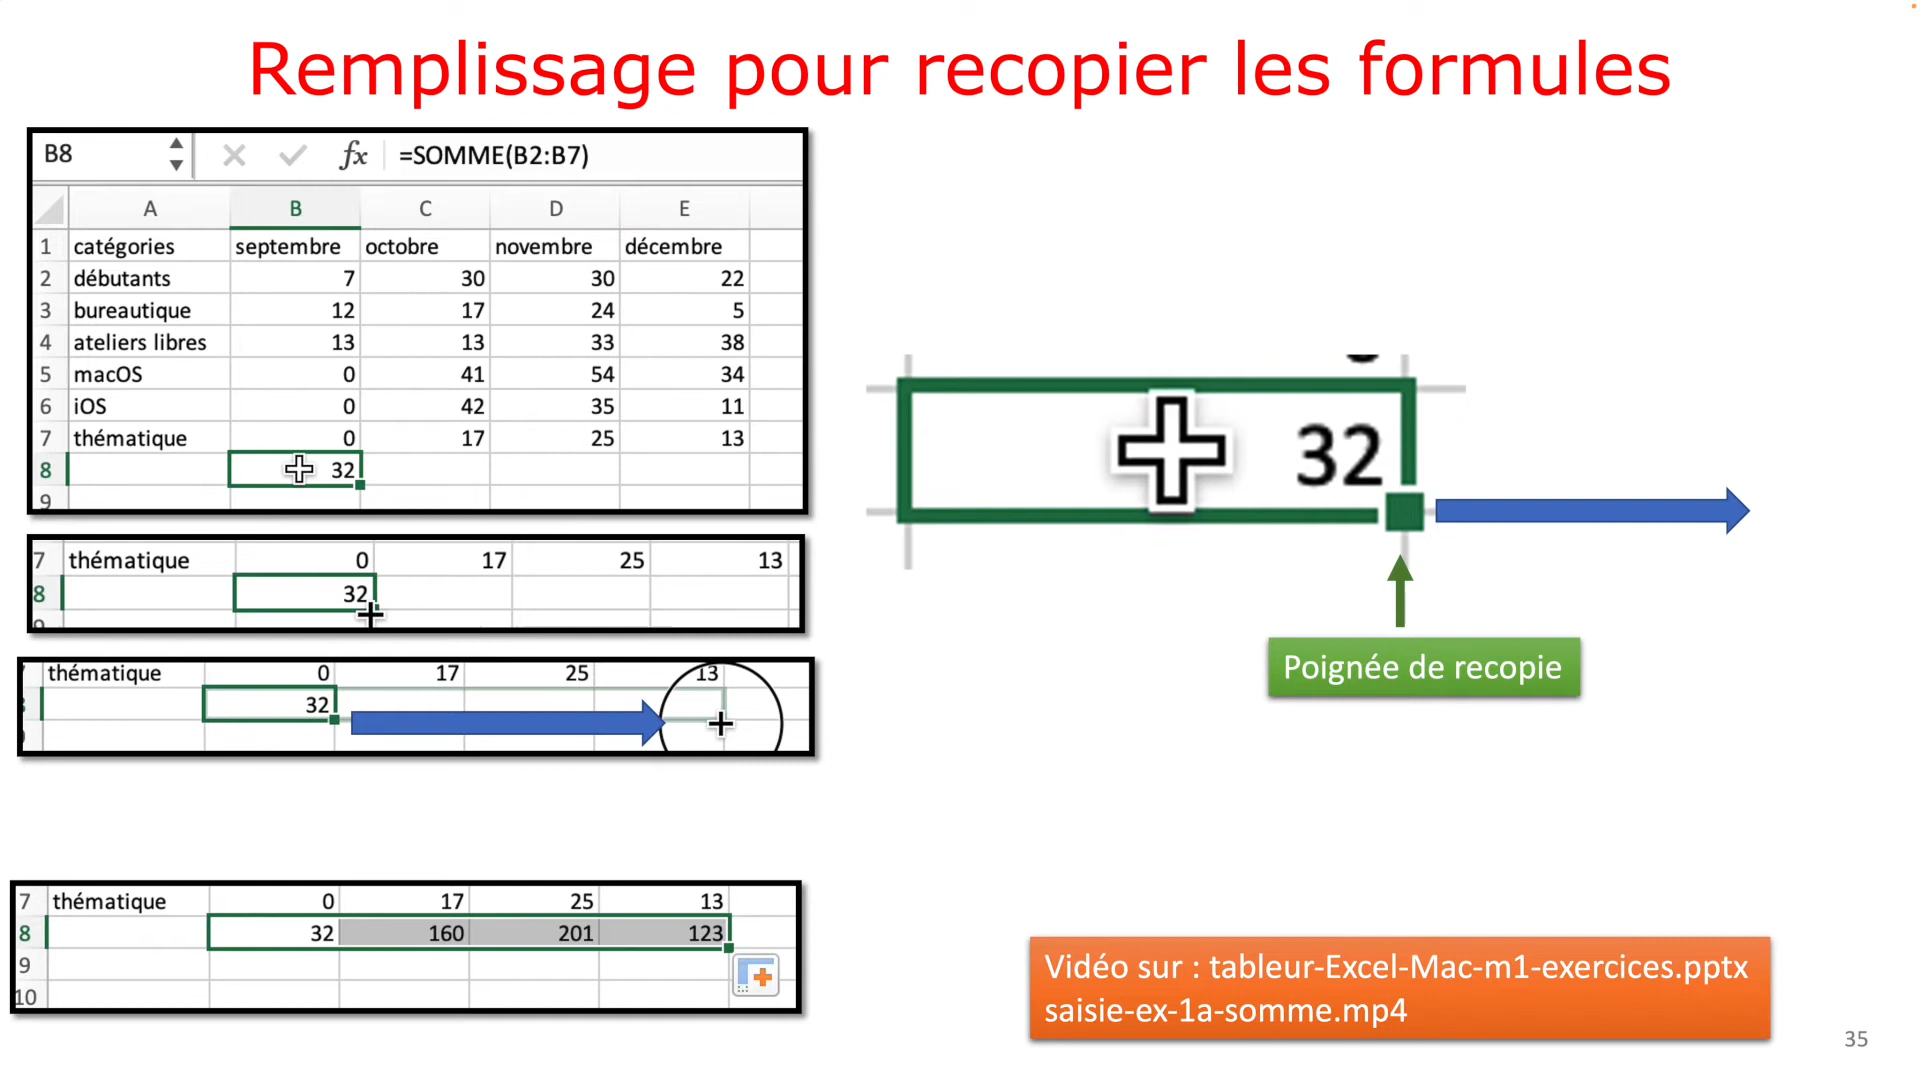 Remplissage pour recopier les formules
B8 fx =SOMME(B2:B7)
A B C D E
1 catégories septembre octobre novembre décembre
2 débutants 7 30 30 22
3 bureautique 12 17 24 5
4 ateliers libres 13 13 33 38
5 macOS 0 41 54 34
6 iOS 0 42 35 11
7 thématique 0 17 25 13
8 32
9
32
Poignée de recopie
7 thématique 0 17 25 13
8 32
thématique 0 17 25 13
32
7 thématique 0 17 25 13
8 32 160 201 123
9
10
Vidéo sur : tableur-Excel-Mac-m1-exercices.pptx
saisie-ex-1a-somme.mp4
35